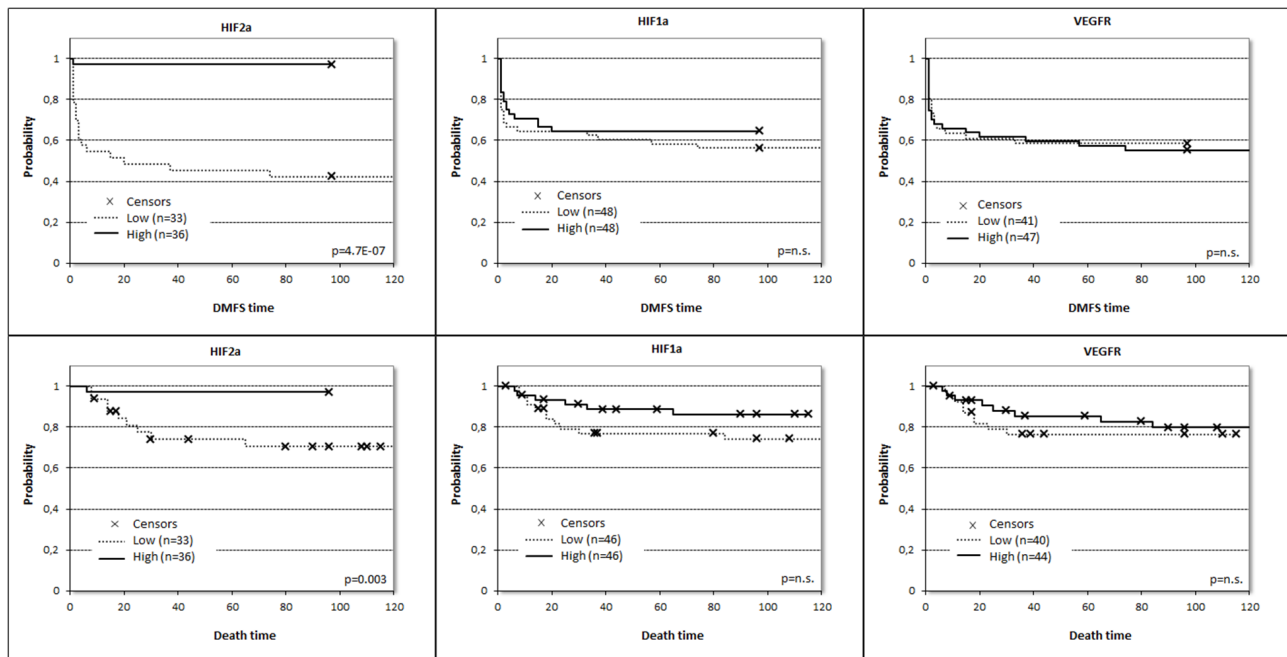 HIF2a
1
0,8
0,6
0,4
0,2
0
Probability
Censors
Low (n=33)
High (n=36)
p=4.7E-07
0 20 40 60 80 100 120
DMFS time
HIF1a
1
0,8
0,6
0,4
0,2
0
Probability
Censors
Low (n=48)
High (n=48)
p=n.s.
0 20 40 60 80 100 120
DMFS time
VEGFR
1
0,8
0,6
0,4
0,2
0
Probability
Censors
Low (n=41)
High (n=47)
p=n.s.
0 20 40 60 80 100 120
DMFS time
HIF2a
1
0,8
0,6
0,4
0,2
0
Probability
Censors
Low (n=33)
High (n=36)
p=0.003
0 20 40 60 80 100 120
Death time
HIF1a
1
0,8
0,6
0,4
0,2
0
Probability
Censors
Low (n=46)
High (n=46)
p=n.s.
0 20 40 60 80 100 120
Death time
VEGFR
1
0,8
0,6
0,4
0,2
0
Probability
Censors
Low (n=40)
High (n=44)
p=n.s.
0 20 40 60 80 100 120
Death time